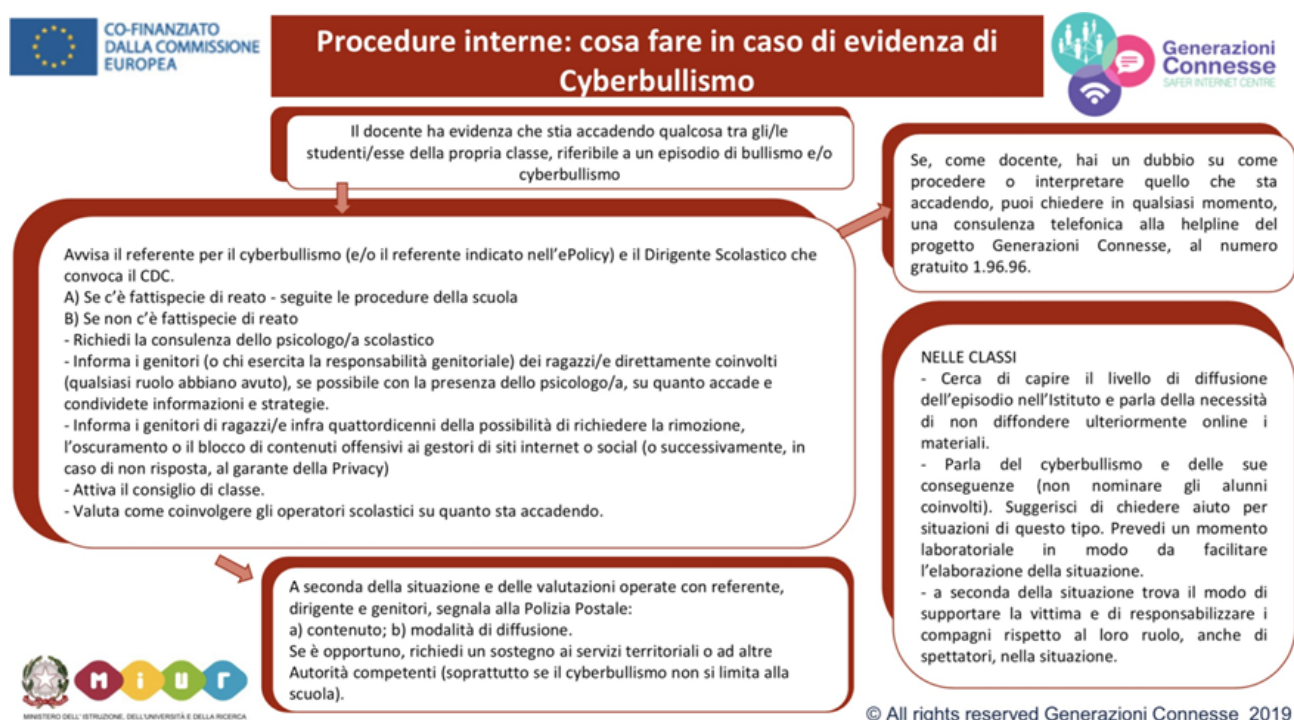 CO-FINANZIATO
DALLA COMMISSIONE
EUROPEA
Procedure interne: cosa fare in caso di evidenza di
Cyberbullismo
Generazioni
Connesse
SAFER INTERNET CENTRE
Il docente ha evidenza che stia accadendo qualcosa tra gli/le
studenti/esse della propria classe, riferibile a un episodio di bullismo e/o
cyberbullismo
Se, come docente, hai un dubbio su come
procedere o interpretare quello che sta
accadendo, puoi chiedere in qualsiasi momento,
una consulenza telefonica alla helpline del
progetto Generazioni Connesse, al numero
gratuito 1.96.96.
Avvisa il referente per il cyberbullismo (e/o il referente indicato nell'ePolicy) e il Dirigente Scolastico che
convoca il CDC.
A) Se c'è fattispecie di reato - seguite le procedure della scuola
B) Se non c'è fattispecie di reato
- Richiedi la consulenza dello psicologo/a scolastico
- Informa i genitori (o chi esercita la responsabilità genitoriale) dei ragazzi/e direttamente coinvolti
(qualsiasi ruolo abbiano avuto), se possibile con la presenza dello psicologo/a, su quanto accade e
condividete informazioni e strategie.
- Informa i genitori di ragazzi/e infra quattordicenni della possibilità di richiedere la rimozione,
l'oscuramento o il blocco di contenuti offensivi ai gestori di siti internet o social (o successivamente, in
caso di non risposta, al garante della Privacy)
- Attiva il consiglio di classe.
- Valuta come coinvolgere gli operatori scolastici su quanto sta accadendo.
NELLE CLASSI
- Cerca di capire il livello di diffusione
dell'episodio nell'Istituto e parla della necessità
di non diffondere ulteriormente online i
materiali.
- Parla del cyberbullismo e delle sue
conseguenze (non nominare gli alunni
coinvolti). Suggerisci di chiedere aiuto per
situazioni di questo tipo. Prevedi un momento
laboratoriale in modo da facilitare
l'elaborazione della situazione.
- a seconda della situazione trova il modo di
supportare la vittima e di responsabilizzare i
compagni rispetto al loro ruolo, anche di
spettatori, nella situazione.
A seconda della situazione e delle valutazioni operate con referente,
dirigente e genitori, segnala alla Polizia Postale:
a) contenuto; b) modalità di diffusione.
Se è opportuno, richiedi un sostegno ai servizi territoriali o ad altre
Autorità competenti (soprattutto se il cyberbullismo non si limita alla
scuola).
MiUr
MINISTERO DELL' ISTRUZIONE, DELL'UNIVERSITÀ E DELLA RICERCA
© All rights reserved Generazioni Connesse 2019